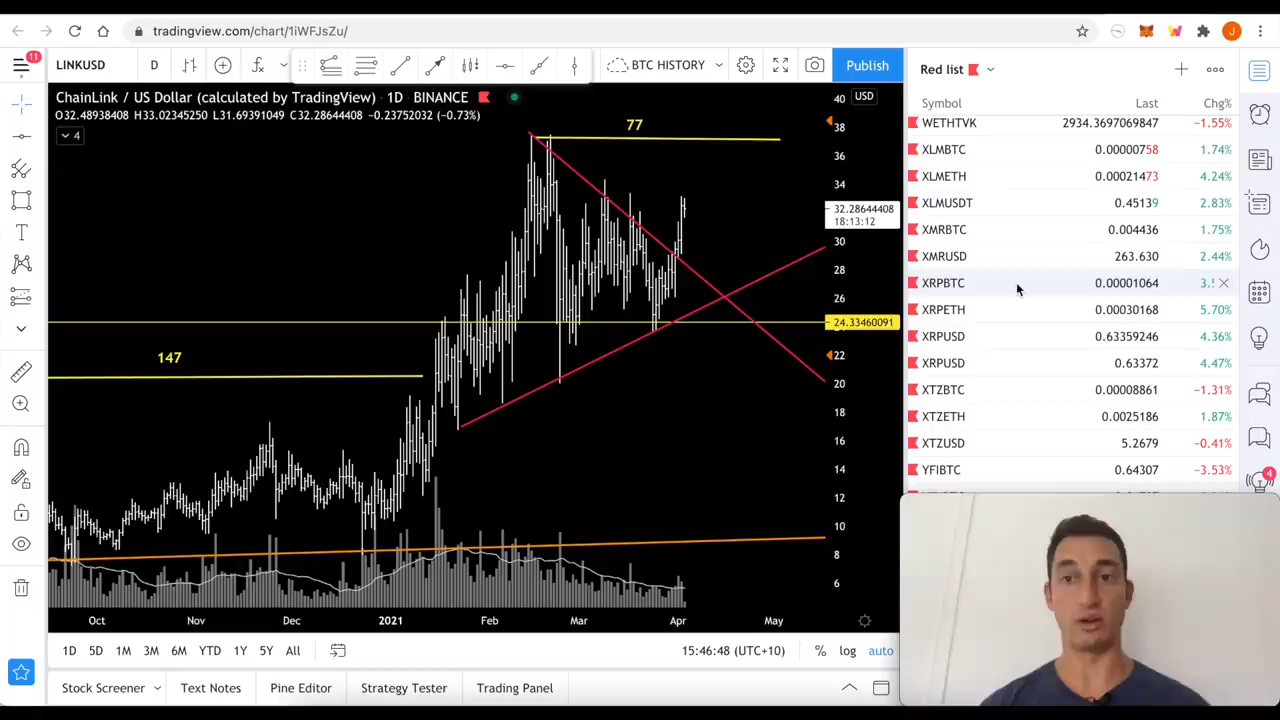 tradingview.com/chart/1iWFJsZu/
J
11
LINKUSD
D
BTC HISTORY
Publish
Red list
ChainLink / US Dollar (calculated by TradingView) · 1D · BINANCE
USD
O32.48938408 H33.02345250 L31.69391049 C32.28644408 −0.23752032 (−0.73%)
4
77
147
40
38
36
34
32.28644408
18:13:12
30
28
26
24.33460091
22
20
18
16
14
12
10
8
6
Oct Nov Dec 2021 Feb Mar Apr May
1D 5D 1M 3M 6M YTD 1Y 5Y All
15:46:48 (UTC+10)
% log auto
Stock Screener Text Notes Pine Editor Strategy Tester Trading Panel
Symbol Last Chg%
WETHTVK 2934.3697069847 −1.55%
XLMBTC 0.00000758 1.74%
XLMETH 0.00021473 4.24%
XLMUSDT 0.45139 2.83%
XMRBTC 0.004436 1.75%
XMRUSD 263.630 2.44%
XRPBTC 0.00001064
XRPETH 0.00030168 5.70%
XRPUSD 0.63359246 4.36%
XRPUSD 0.63372 4.47%
XTZBTC 0.00008861 −1.31%
XTZETH 0.0025186 1.87%
XTZUSD 5.2679 −0.41%
YFIBTC 0.64307 −3.53%
4